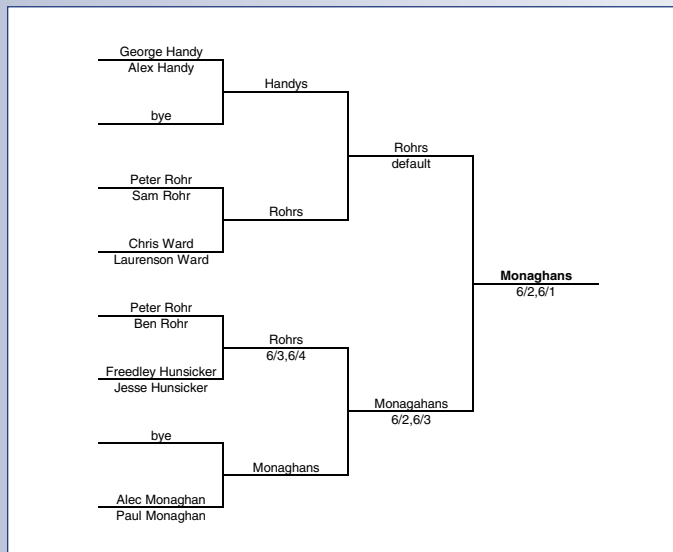 George Handy
Alex Handy
Handys
bye
Rohrs
default
Peter Rohr
Sam Rohr
Rohrs
Chris Ward
Laurenson Ward
Monaghans
6/2,6/1
Peter Rohr
Ben Rohr
Rohrs
6/3,6/4
Freedley Hunsicker
Jesse Hunsicker
Monagahans
6/2,6/3
bye
Monaghans
Alec Monaghan
Paul Monaghan